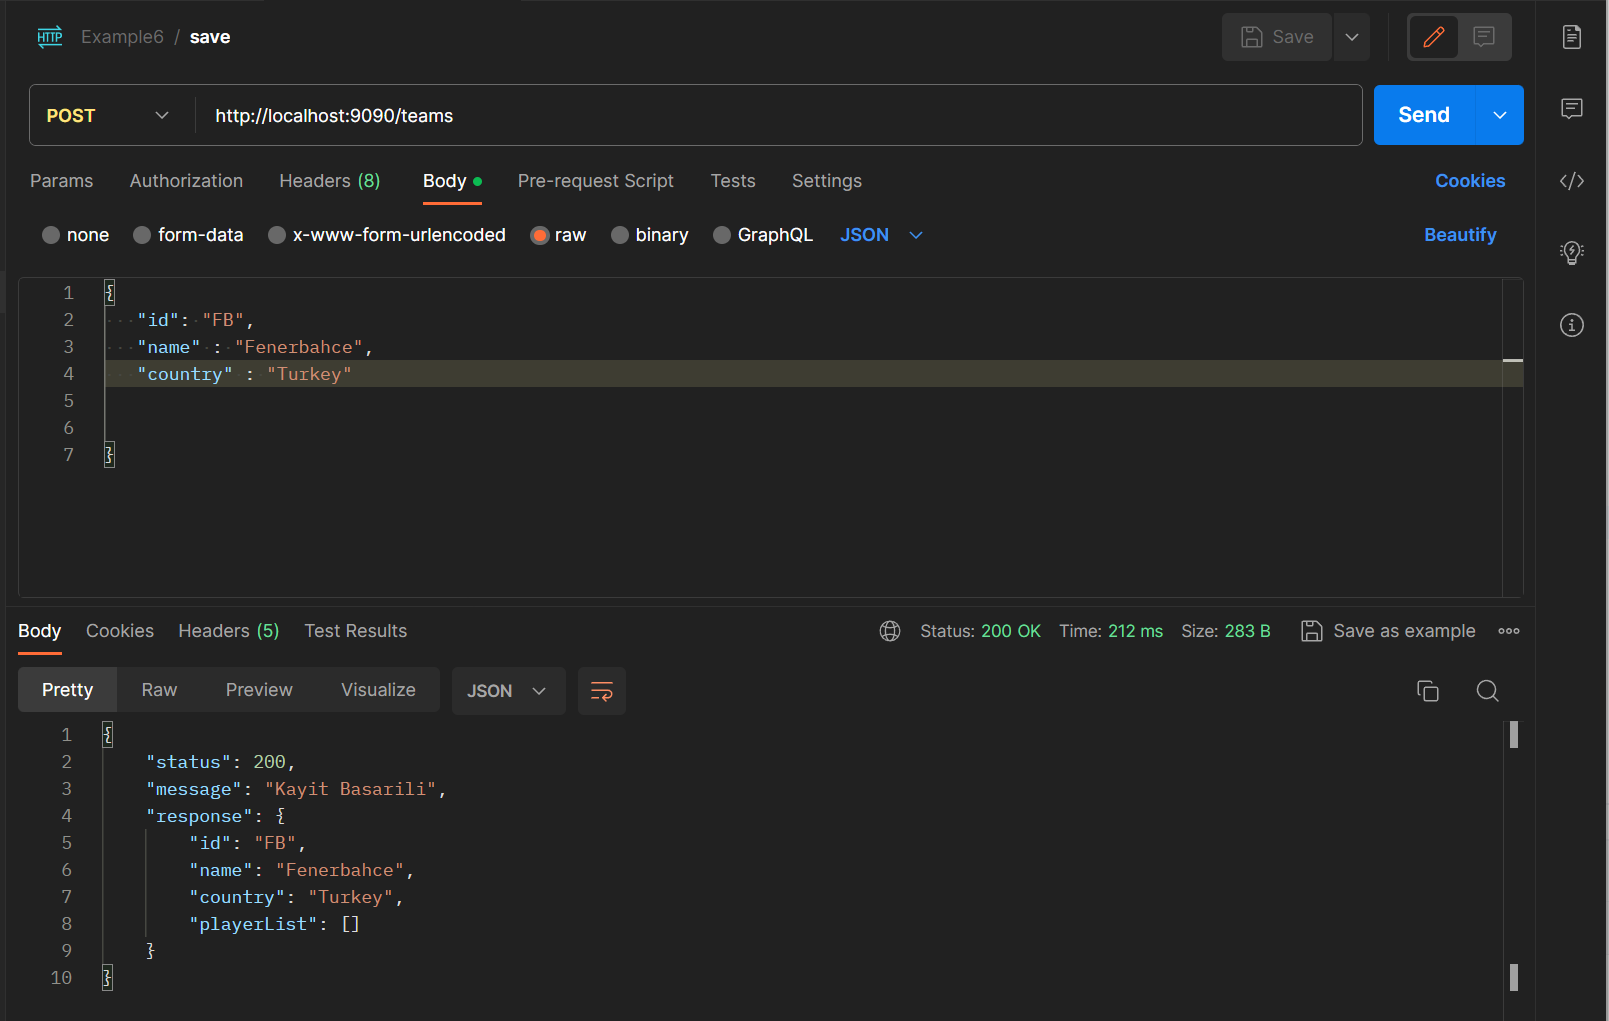 HTTP Example6 / save Save
POST http://localhost:9090/teams Send
Params Authorization Headers (8) Body Pre-request Script Tests Settings Cookies
none form-data x-www-form-urlencoded raw binary GraphQL JSON Beautify
1 {
2 "id": "FB",
3 "name" : "Fenerbahce",
4 "country" : "Turkey"
5
6
7 }
Body Cookies Headers (5) Test Results Status: 200 OK Time: 212 ms Size: 283 B Save as example
Pretty Raw Preview Visualize JSON
1 {
2 "status": 200,
3 "message": "Kayit Basarili",
4 "response": {
5 "id": "FB",
6 "name": "Fenerbahce",
7 "country": "Turkey",
8 "playerList": []
9 }
10 }